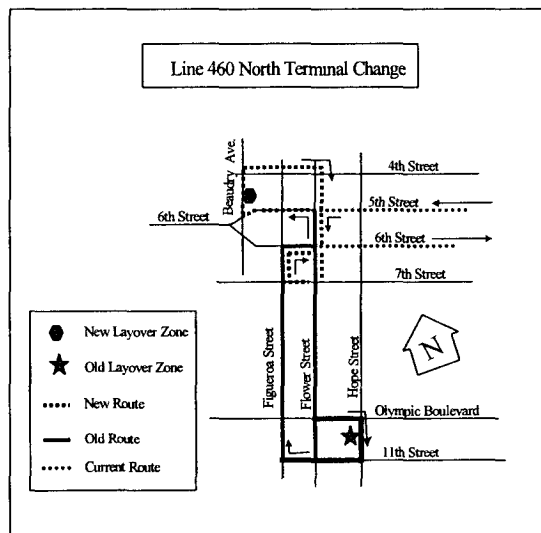 Line 460 North Terminal Change
Beaudry Ave.
4th Street
5th Street
6th Street
6th Street
7th Street
Figueroa Street
Flower Street
Hope Street
N
Olympic Boulevard
11th Street
New Layover Zone
Old Layover Zone
New Route
Old Route
Current Route